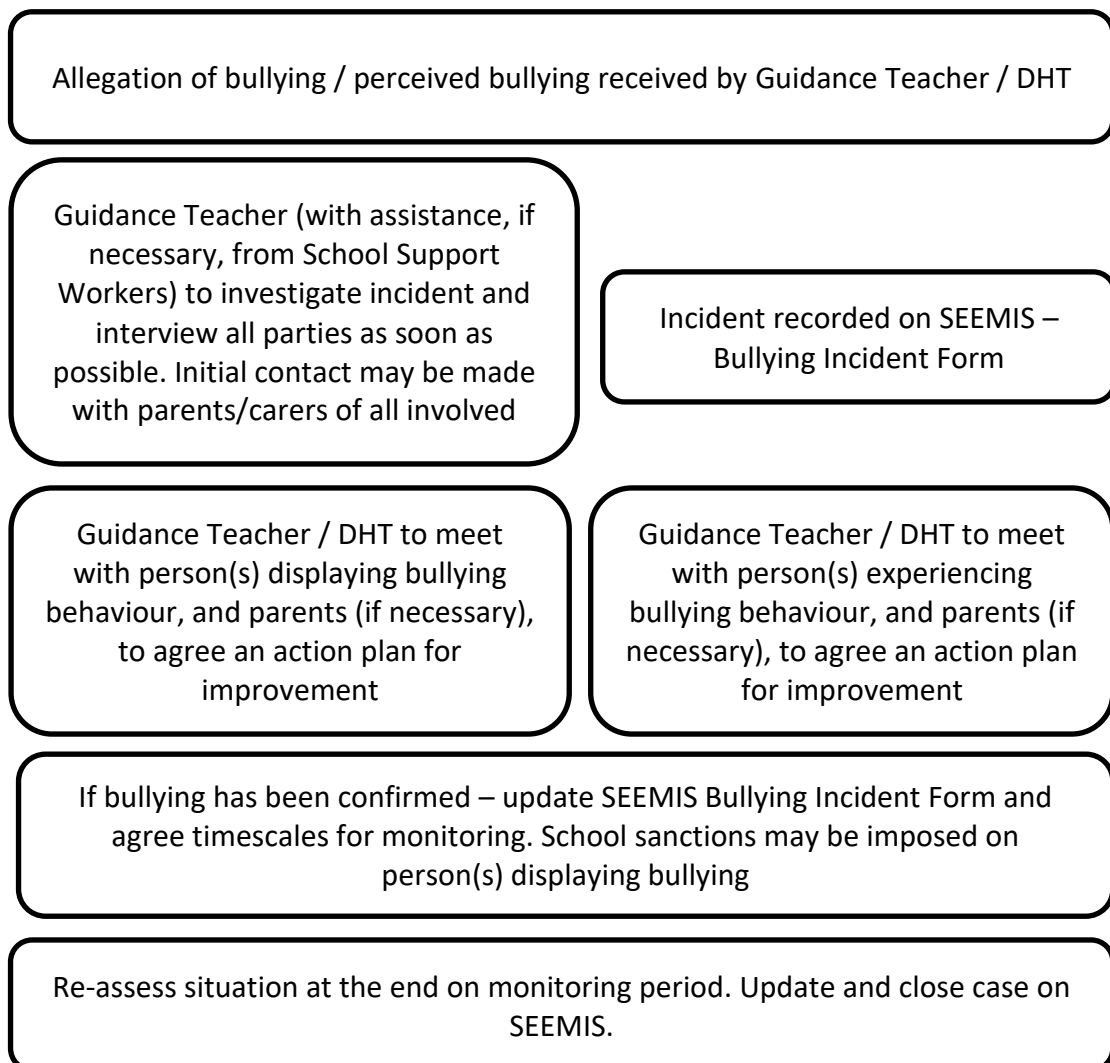 Allegation of bullying / perceived bullying received by Guidance Teacher / DHT
Guidance Teacher (with assistance, if
necessary, from School Support
Workers) to investigate incident and
interview all parties as soon as
possible. Initial contact may be made
with parents/carers of all involved
Incident recorded on SEEMIS –
Bullying Incident Form
Guidance Teacher / DHT to meet
with person(s) displaying bullying
behaviour, and parents (if necessary),
to agree an action plan for
improvement
Guidance Teacher / DHT to meet
with person(s) experiencing
bullying behaviour, and parents (if
necessary), to agree an action plan
for improvement
If bullying has been confirmed – update SEEMIS Bullying Incident Form and
agree timescales for monitoring. School sanctions may be imposed on
person(s) displaying bullying
Re-assess situation at the end on monitoring period. Update and close case on
SEEMIS.